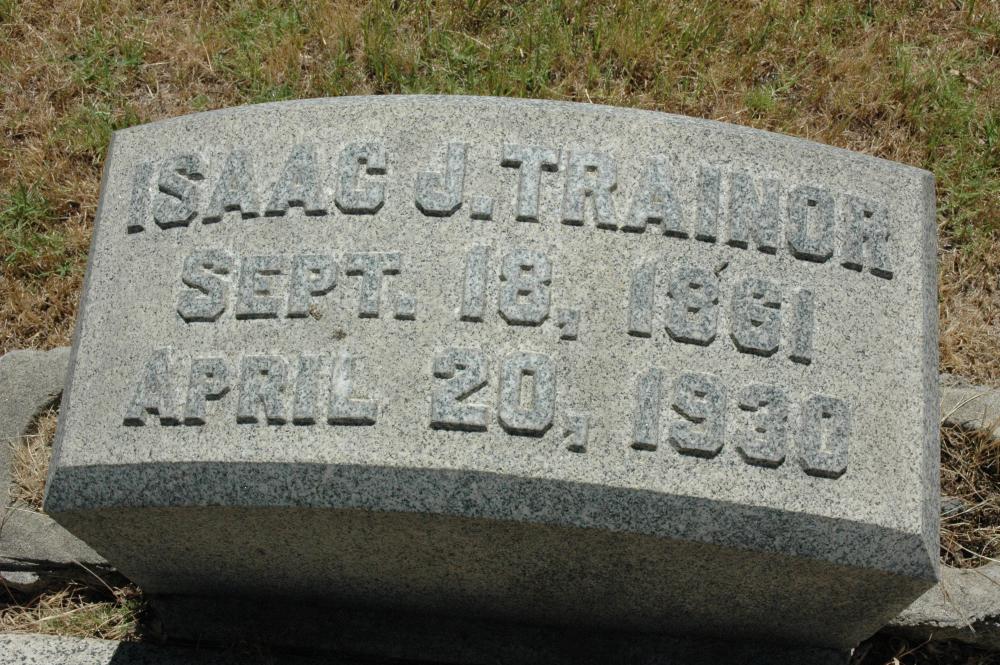 ISAAC J. TRAINOR
SEPT. 18, 1861
APRIL 20, 1930